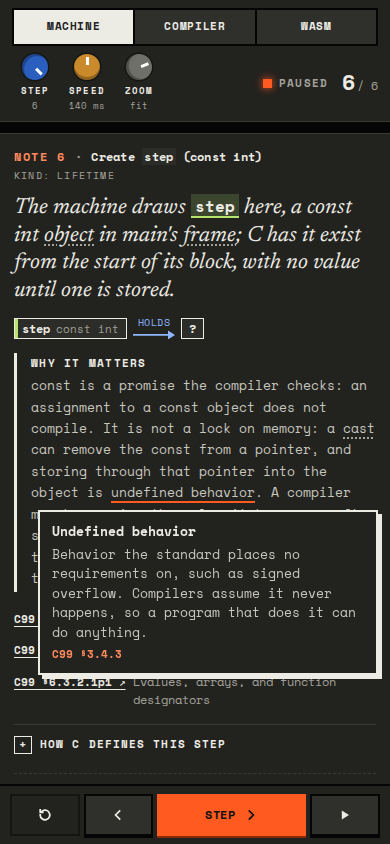 MACHINE
COMPILER
WASM
STEP
6
SPEED
140 ms
ZOOM
fit
PAUSED 6 / 6
NOTE 6 · Create step (const int)
KIND: LIFETIME
The machine draws step here, a const
int object in main's frame; C has it exist
from the start of its block, with no value
until one is stored.
step const int HOLDS ?
WHY IT MATTERS
const is a promise the compiler checks: an
assignment to a const object does not
compile. It is not a lock on memory: a cast
can remove the const from a pointer, and
storing through that pointer into the
object is undefined behavior. A compiler
Undefined behavior
Behavior the standard places no
requirements on, such as signed
overflow. Compilers assume it never
happens, so a program that does it can
do anything.
C99 §3.4.3
C99
C99
C99 §6.3.2.1p1 ↗ Lvalues, arrays, and function
designators
+ HOW C DEFINES THIS STEP
STEP